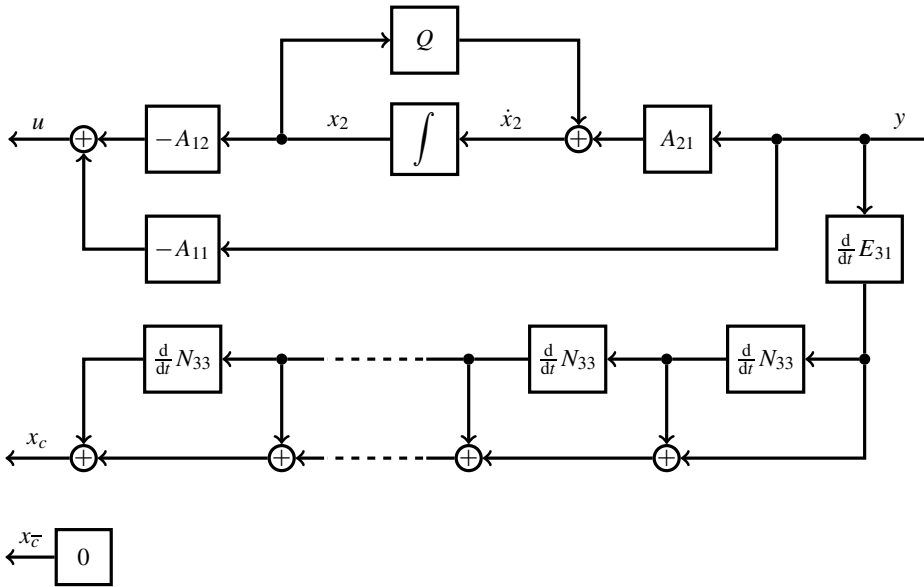 Q
u
+
−A₁₂
x₂
∫
ẋ₂
+
A₂₁
y
−A₁₁
d/dt E₃₁
d/dt N₃₃
d/dt N₃₃
d/dt N₃₃
x_c
+
+
+
+
x_c̅
0